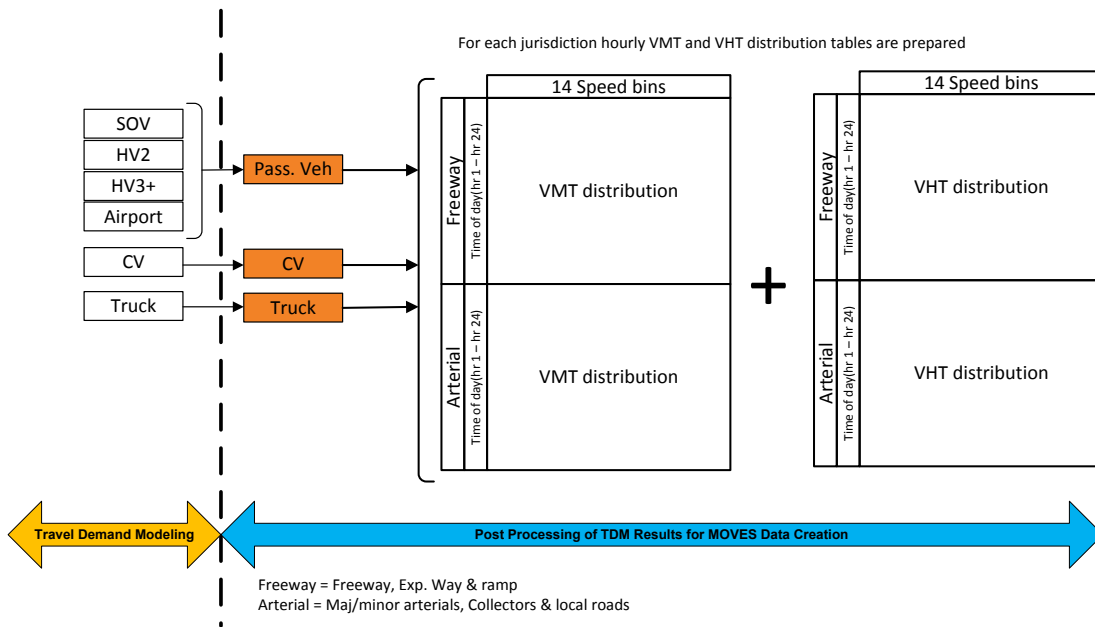 For each jurisdiction hourly VMT and VHT distribution tables are prepared
SOV
HV2
HV3+
Airport
CV
Truck
Pass. Veh
CV
Truck
14 Speed bins
Freeway
Time of day(hr 1 – hr 24)
VMT distribution
Arterial
Time of day(hr 1 – hr 24)
VMT distribution
+
14 Speed bins
Freeway
Time of day(hr 1 – hr 24)
VHT distribution
Arterial
Time of day(hr 1 – hr 24)
VHT distribution
Travel Demand Modeling
Post Processing of TDM Results for MOVES Data Creation
Freeway = Freeway, Exp. Way & ramp
Arterial = Maj/minor arterials, Collectors & local roads